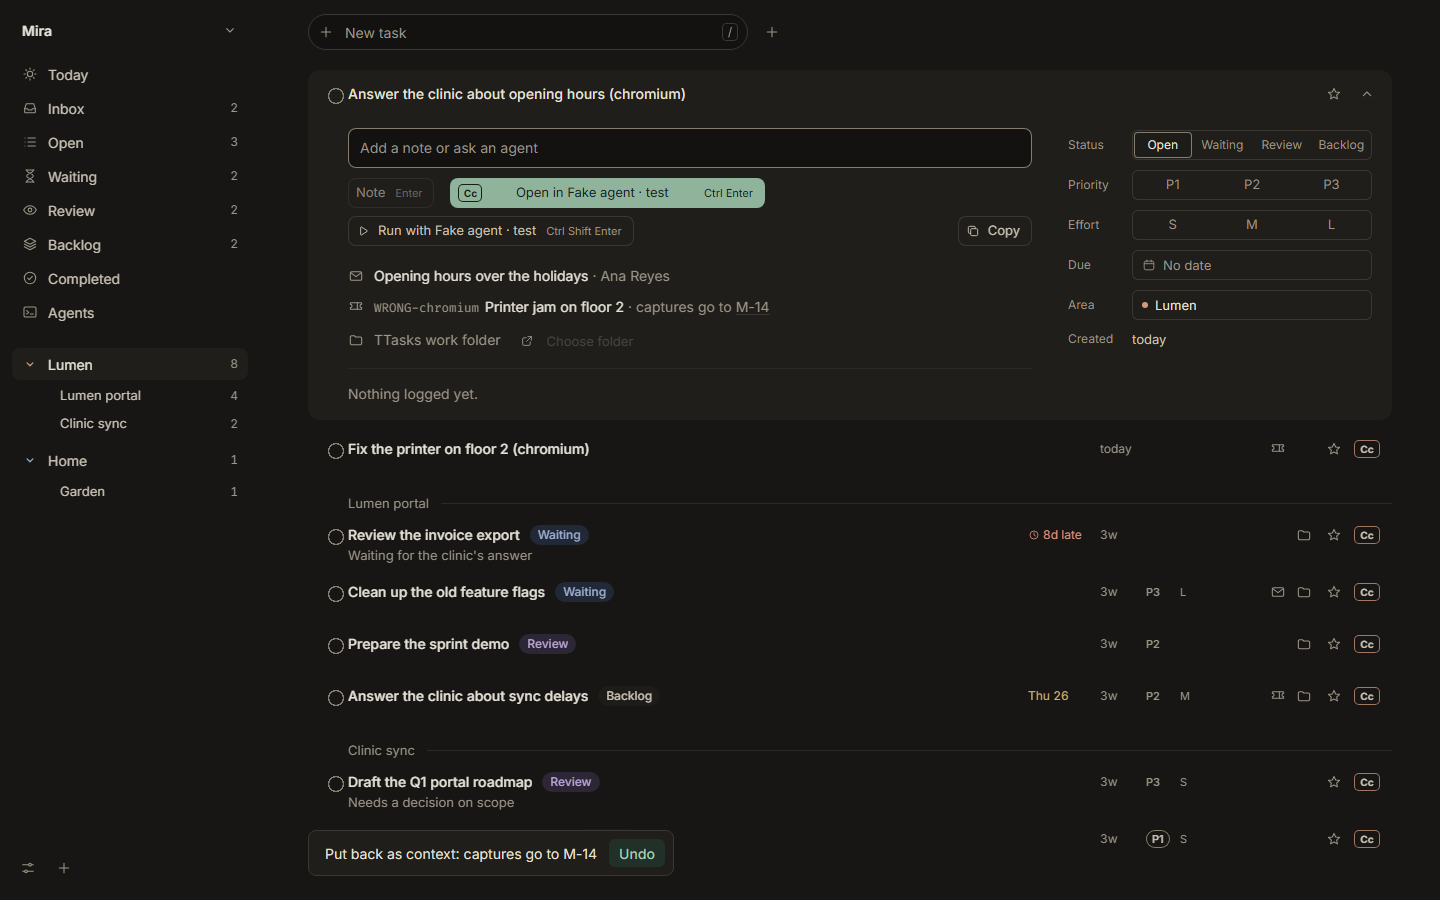 Mira
Today
Inbox 2
Open 3
Waiting 2
Review 2
Backlog 2
Completed
Agents
Lumen 8
Lumen portal 4
Clinic sync 2
Home 1
Garden 1
New task /
Answer the clinic about opening hours (chromium)
Add a note or ask an agent
Note Enter
Cc Open in Fake agent · test Ctrl Enter
Run with Fake agent · test Ctrl Shift Enter
Copy
Opening hours over the holidays · Ana Reyes
WRONG-chromium Printer jam on floor 2 · captures go to M-14
TTasks work folder Choose folder
Nothing logged yet.
Status Open Waiting Review Backlog
Priority P1 P2 P3
Effort S M L
Due No date
Area Lumen
Created today
Fix the printer on floor 2 (chromium) today Cc
Lumen portal
Review the invoice export Waiting 8d late 3w Cc
Waiting for the clinic's answer
Clean up the old feature flags Waiting 3w P3 L Cc
Prepare the sprint demo Review 3w P2 Cc
Answer the clinic about sync delays Backlog Thu 26 3w P2 M Cc
Clinic sync
Draft the Q1 portal roadmap Review 3w P3 S Cc
Needs a decision on scope
3w P1 S Cc
Put back as context: captures go to M-14 Undo